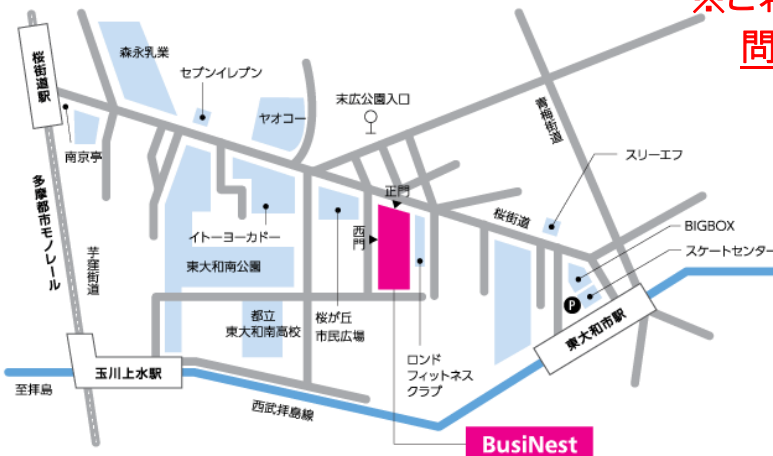 ※これ
問
桜街道駅
森永乳業
セブンイレブン
ヤオコー
末広公園入口
青梅街道
スリーエフ
南京亭
多摩都市モノレール
芋窪街道
イトーヨーカドー
東大和南公園
都立
東大和南高校
桜が丘
市民広場
西門
正門
桜街道
ロンド
フィットネス
クラブ
BIGBOX
スケートセンター
P
東大和市駅
玉川上水駅
至拝島
西武拝島線
BusiNest